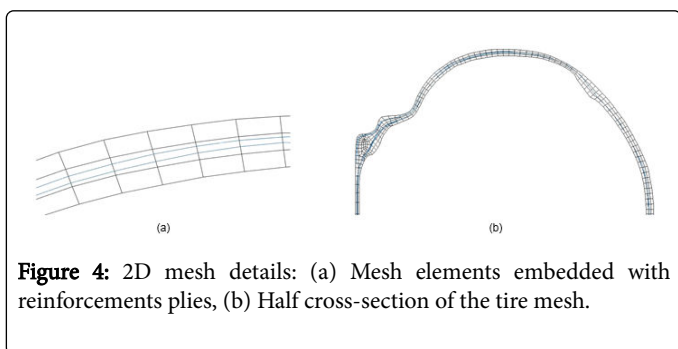 (a)
(b)
Figure 4: 2D mesh details: (a) Mesh elements embedded with
reinforcements plies, (b) Half cross-section of the tire mesh.